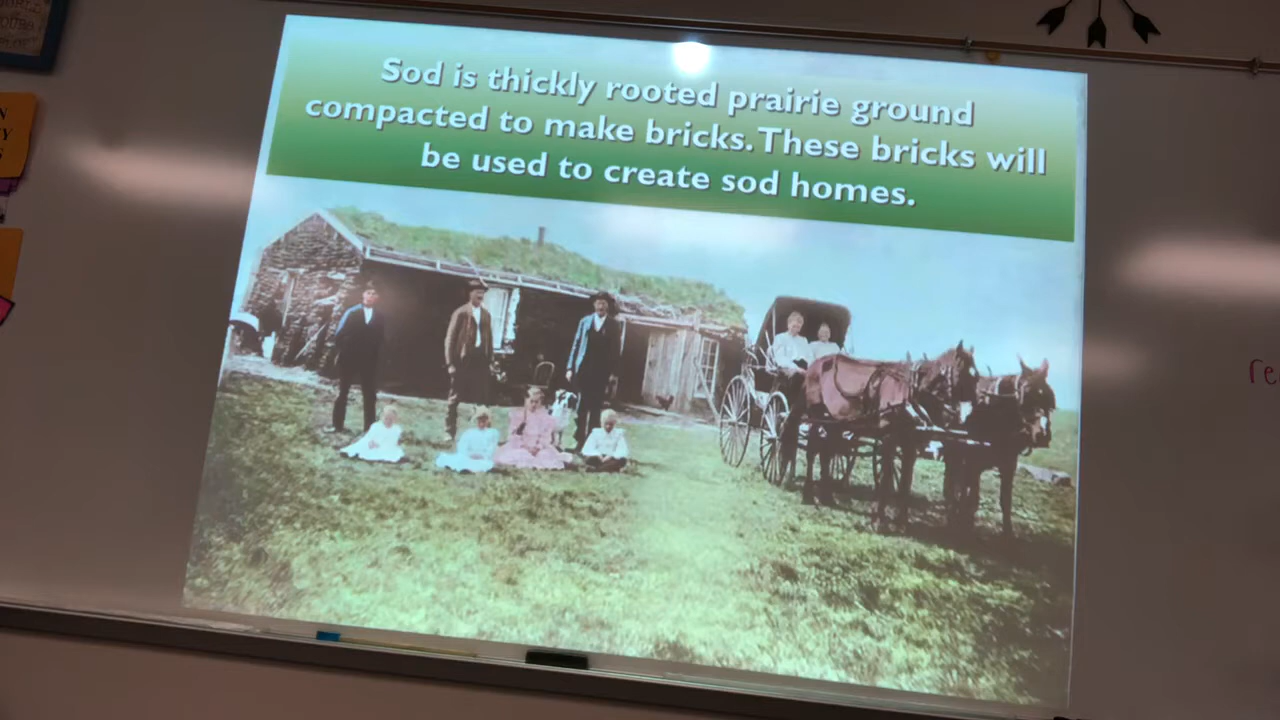 Sod is thickly rooted prairie ground
compacted to make bricks. These bricks will
be used to create sod homes.
re